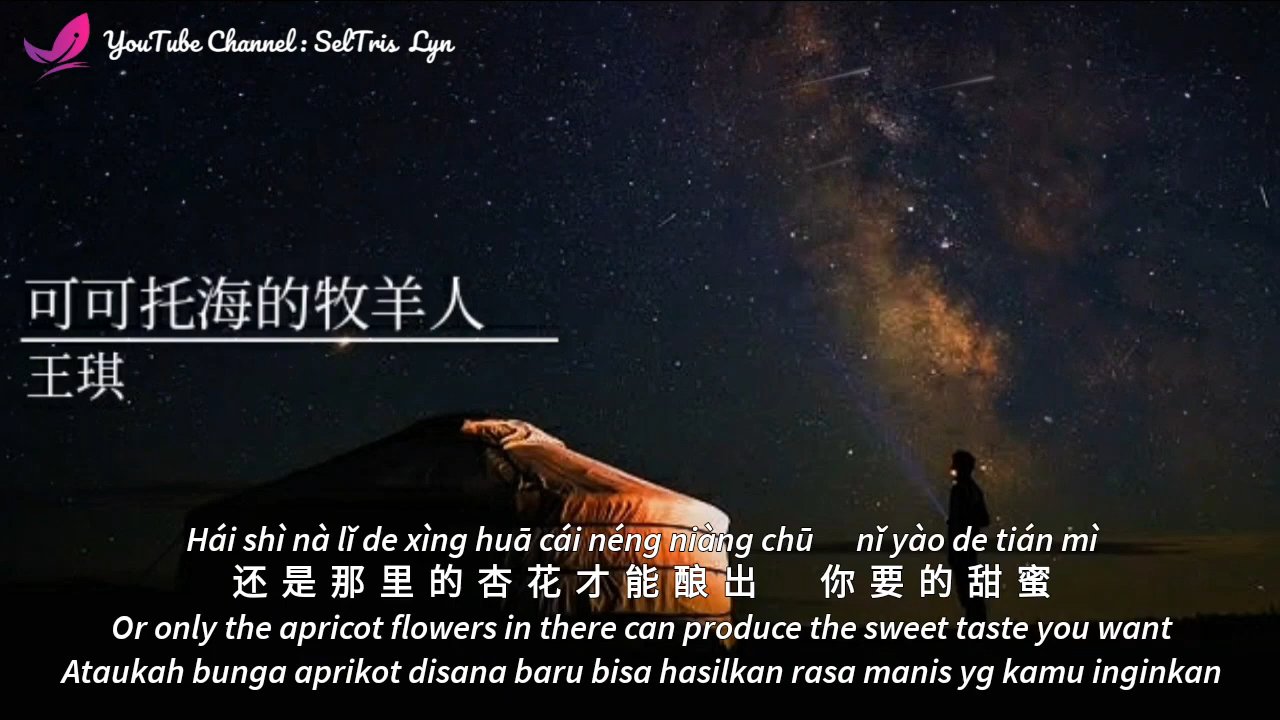 YouTube Channel : SelTris Lyn
可可托海的牧羊人
王琪
Hái shì nà lǐ de xìng huā cái néng niàng chū nǐ yào de tián mì
还是那里的杏花才能酿出 你要的甜蜜
Or only the apricot flowers in there can produce the sweet taste you want
Ataukah bunga aprikot disana baru bisa hasilkan rasa manis yg kamu inginkan